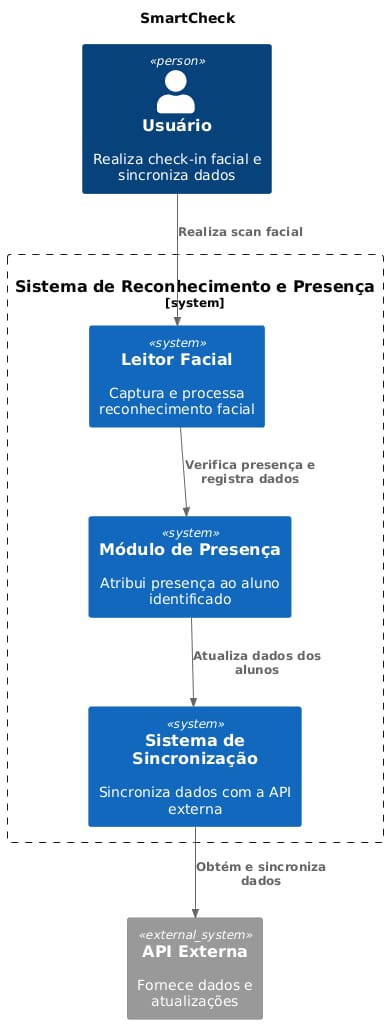 SmartCheck
«person»
Usuário
Realiza check-in facial e
sincroniza dados
Realiza scan facial
Sistema de Reconhecimento e Presença
[system]
«system»
Leitor Facial
Captura e processa
reconhecimento facial
Verifica presença e
registra dados
«system»
Módulo de Presença
Atribui presença ao aluno
identificado
Atualiza dados dos
alunos
«system»
Sistema de
Sincronização
Sincroniza dados com a API
externa
Obtém e sincroniza
dados
«external_system»
API Externa
Fornece dados e
atualizações